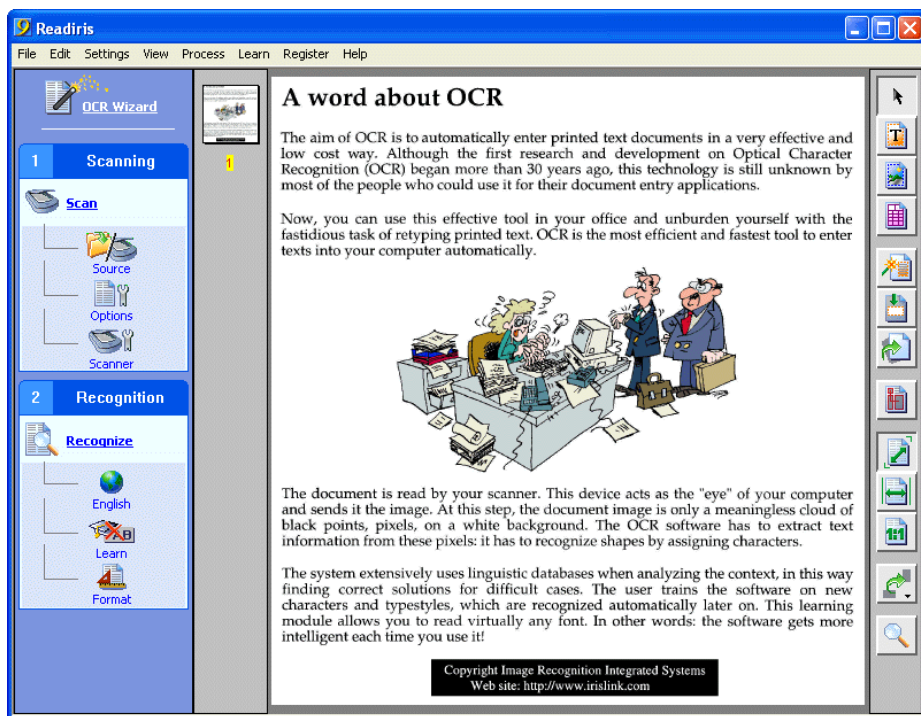 9 Readiris
File Edit Settings View Process Learn Register Help
OCR Wizard
1 Scanning
Scan
Source
Options
Scanner
2 Recognition
Recognize
English
Learn
Format
1
A word about OCR
The aim of OCR is to automatically enter printed text documents in a very effective and
low cost way. Although the first research and development on Optical Character
Recognition (OCR) began more than 30 years ago, this technology is still unknown by
most of the people who could use it for their document entry applications.
Now, you can use this effective tool in your office and unburden yourself with the
fastidious task of retyping printed text. OCR is the most efficient and fastest tool to enter
texts into your computer automatically.
The document is read by your scanner. This device acts as the "eye" of your computer
and sends it the image. At this step, the document image is only a meaningless cloud of
black points, pixels, on a white background. The OCR software has to extract text
information from these pixels: it has to recognize shapes by assigning characters.
The system extensively uses linguistic databases when analyzing the context, in this way
finding correct solutions for difficult cases. The user trains the software on new
characters and typestyles, which are recognized automatically later on. This learning
module allows you to read virtually any font. In other words: the software gets more
intelligent each time you use it!
Copyright Image Recognition Integrated Systems
Web site: http://www.irislink.com
T
1:1